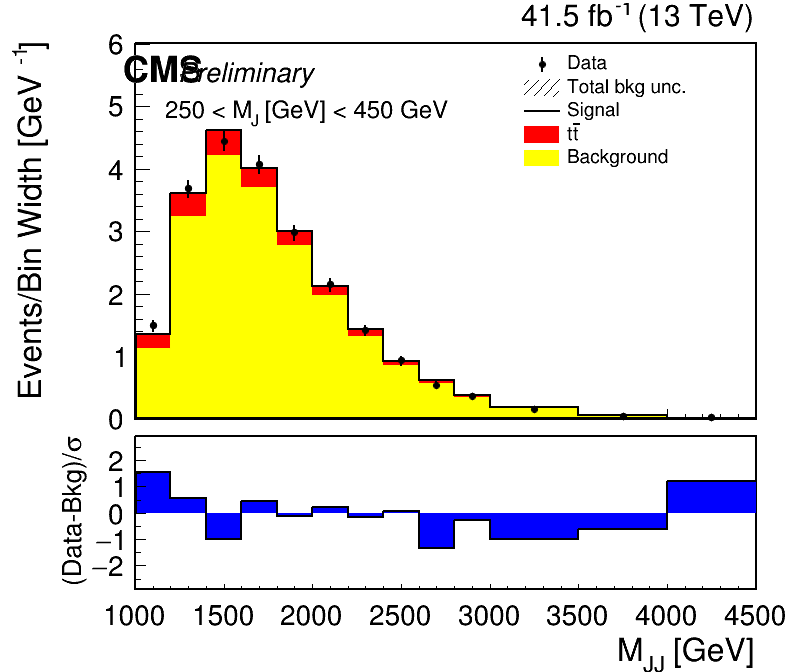 41.5 fb⁻¹ (13 TeV)
CMS Preliminary
250 < M_J [GeV] < 450 GeV
Data
Total bkg unc.
Signal
tt̅
Background
Events/Bin Width [GeV⁻¹]
6
5
4
3
2
1
0
(Data-Bkg)/σ
2
1
0
−1
−2
1000 1500 2000 2500 3000 3500 4000 4500
M_JJ [GeV]